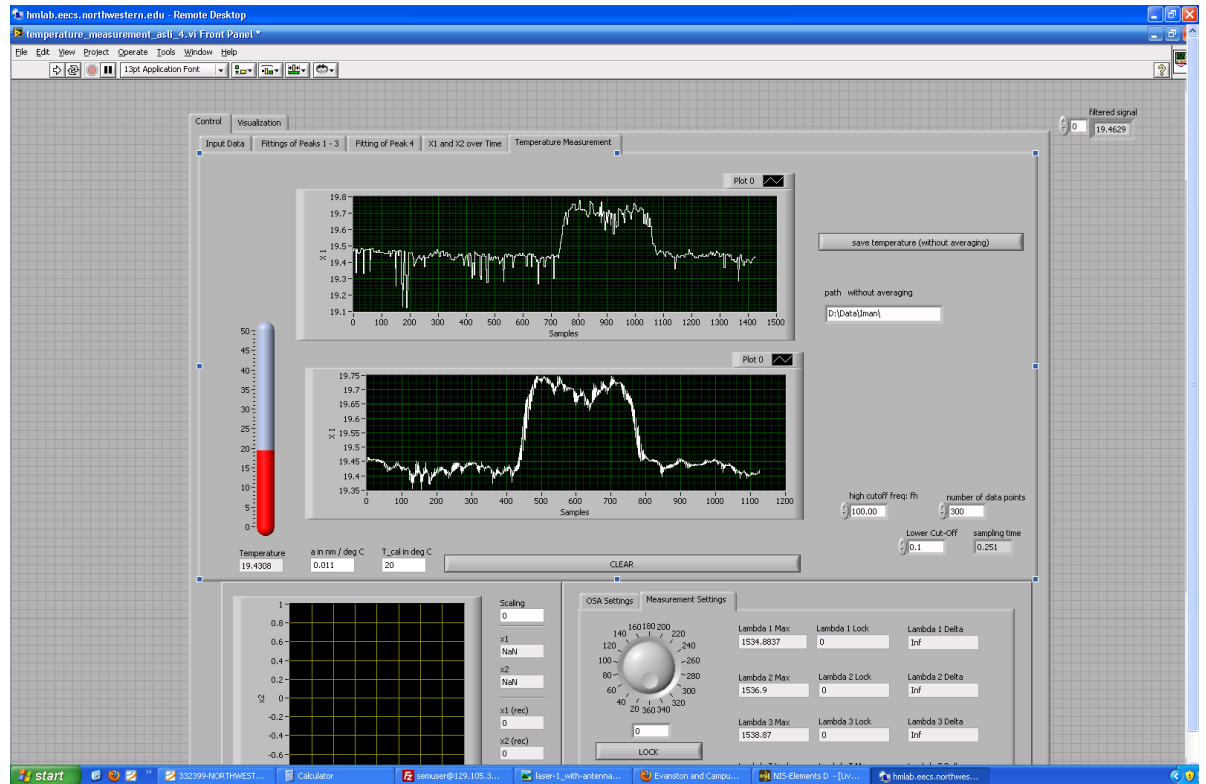 hmlab.eecs.northwestern.edu - Remote Desktop
temperature_measurement_asli_4.vi Front Panel *
File Edit View Project Operate Tools Window Help
13pt Application Font
Control Visualization
filtered signal
0 19.4629
Input Data Fittings of Peaks 1 - 3 Fitting of Peak 4 X1 and X2 over Time Temperature Measurement
Plot 0
19.8
19.7
19.6
19.5
19.4
19.3
19.2
19.1
X 1
0 100 200 300 400 500 600 700 800 900 1000 1100 1200 1300 1400 1500
Samples
save temperature (without averaging)
path without averaging
D:\Data\Iman\
50
45
40
35
30
25
20
15
10
5
0
Plot 0
19.75
19.7
19.65
19.6
19.55
19.5
19.45
19.4
19.35
X 1
0 100 200 300 400 500 600 700 800 900 1000 1100 1200
Samples
high cutoff freq: fh number of data points
100.00 300
Lower Cut-Off sampling time
0.1 0.251
Temperature a in nm / deg C T_cal in deg C
19.4308 0.011 20
CLEAR
1
0.8
0.6
0.4
0.2
0
-0.2
-0.4
-0.6
x2
Scaling
0
x1
NaN
x2
NaN
x1 (rec)
0
x2 (rec)
0
OSA Settings Measurement Settings
20 40 60 80 100 120 140 160 180 200 220 240 260 280 300 320 340 360
0
LOCK
Lambda 1 Max Lambda 1 Lock Lambda 1 Delta
1534.8837 0 Inf
Lambda 2 Max Lambda 2 Lock Lambda 2 Delta
1536.9 0 Inf
Lambda 3 Max Lambda 3 Lock Lambda 3 Delta
1538.87 0 Inf
start
332399-NORTHWEST...
Calculator
semuser@129.105.3...
laser-1_with-antenna...
Evanston and Campu...
NIS-Elements D - [Liv...
hmlab.eecs.northwes...